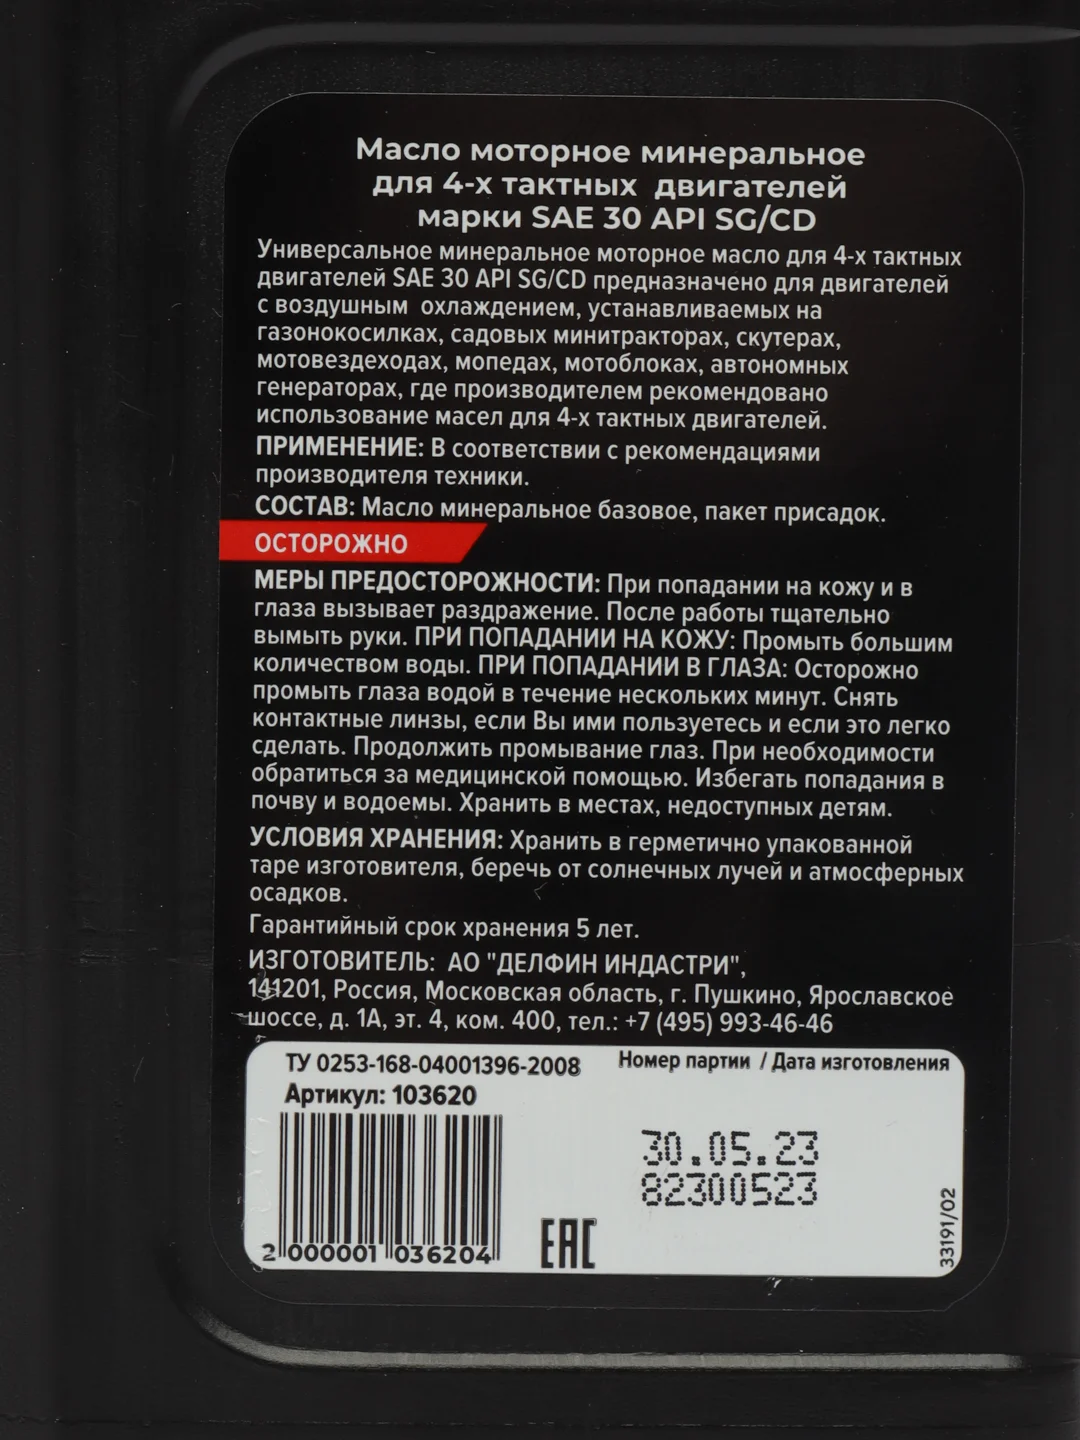 Масло моторное минеральное
для 4-х тактных двигателей
марки SAE 30 API SG/CD
Универсальное минеральное моторное масло для 4-х тактных
двигателей SAE 30 API SG/CD предназначено для двигателей
с воздушным охлаждением, устанавливаемых на
газонокосилках, садовых минитракторах, скутерах,
мотовездеходах, мопедах, мотоблоках, автономных
генераторах, где производителем рекомендовано
использование масел для 4-х тактных двигателей.
ПРИМЕНЕНИЕ: В соответствии с рекомендациями
производителя техники.
СОСТАВ: Масло минеральное базовое, пакет присадок.
ОСТОРОЖНО
МЕРЫ ПРЕДОСТОРОЖНОСТИ: При попадании на кожу и в
глаза вызывает раздражение. После работы тщательно
вымыть руки. ПРИ ПОПАДАНИИ НА КОЖУ: Промыть большим
количеством воды. ПРИ ПОПАДАНИИ В ГЛАЗА: Осторожно
промыть глаза водой в течение нескольких минут. Снять
контактные линзы, если Вы ими пользуетесь и если это легко
сделать. Продолжить промывание глаз. При необходимости
обратиться за медицинской помощью. Избегать попадания в
почву и водоемы. Хранить в местах, недоступных детям.
УСЛОВИЯ ХРАНЕНИЯ: Хранить в герметично упакованной
таре изготовителя, беречь от солнечных лучей и атмосферных
осадков.
Гарантийный срок хранения 5 лет.
ИЗГОТОВИТЕЛЬ: АО "ДЕЛФИН ИНДАСТРИ",
141201, Россия, Московская область, г. Пушкино, Ярославское
шоссе, д. 1А, эт. 4, ком. 400, тел.: +7 (495) 993-46-46
ТУ 0253-168-04001396-2008
Артикул: 103620
Номер партии / Дата изготовления
30.05.23
82300523
2 000001 036204
EAC
33191/02